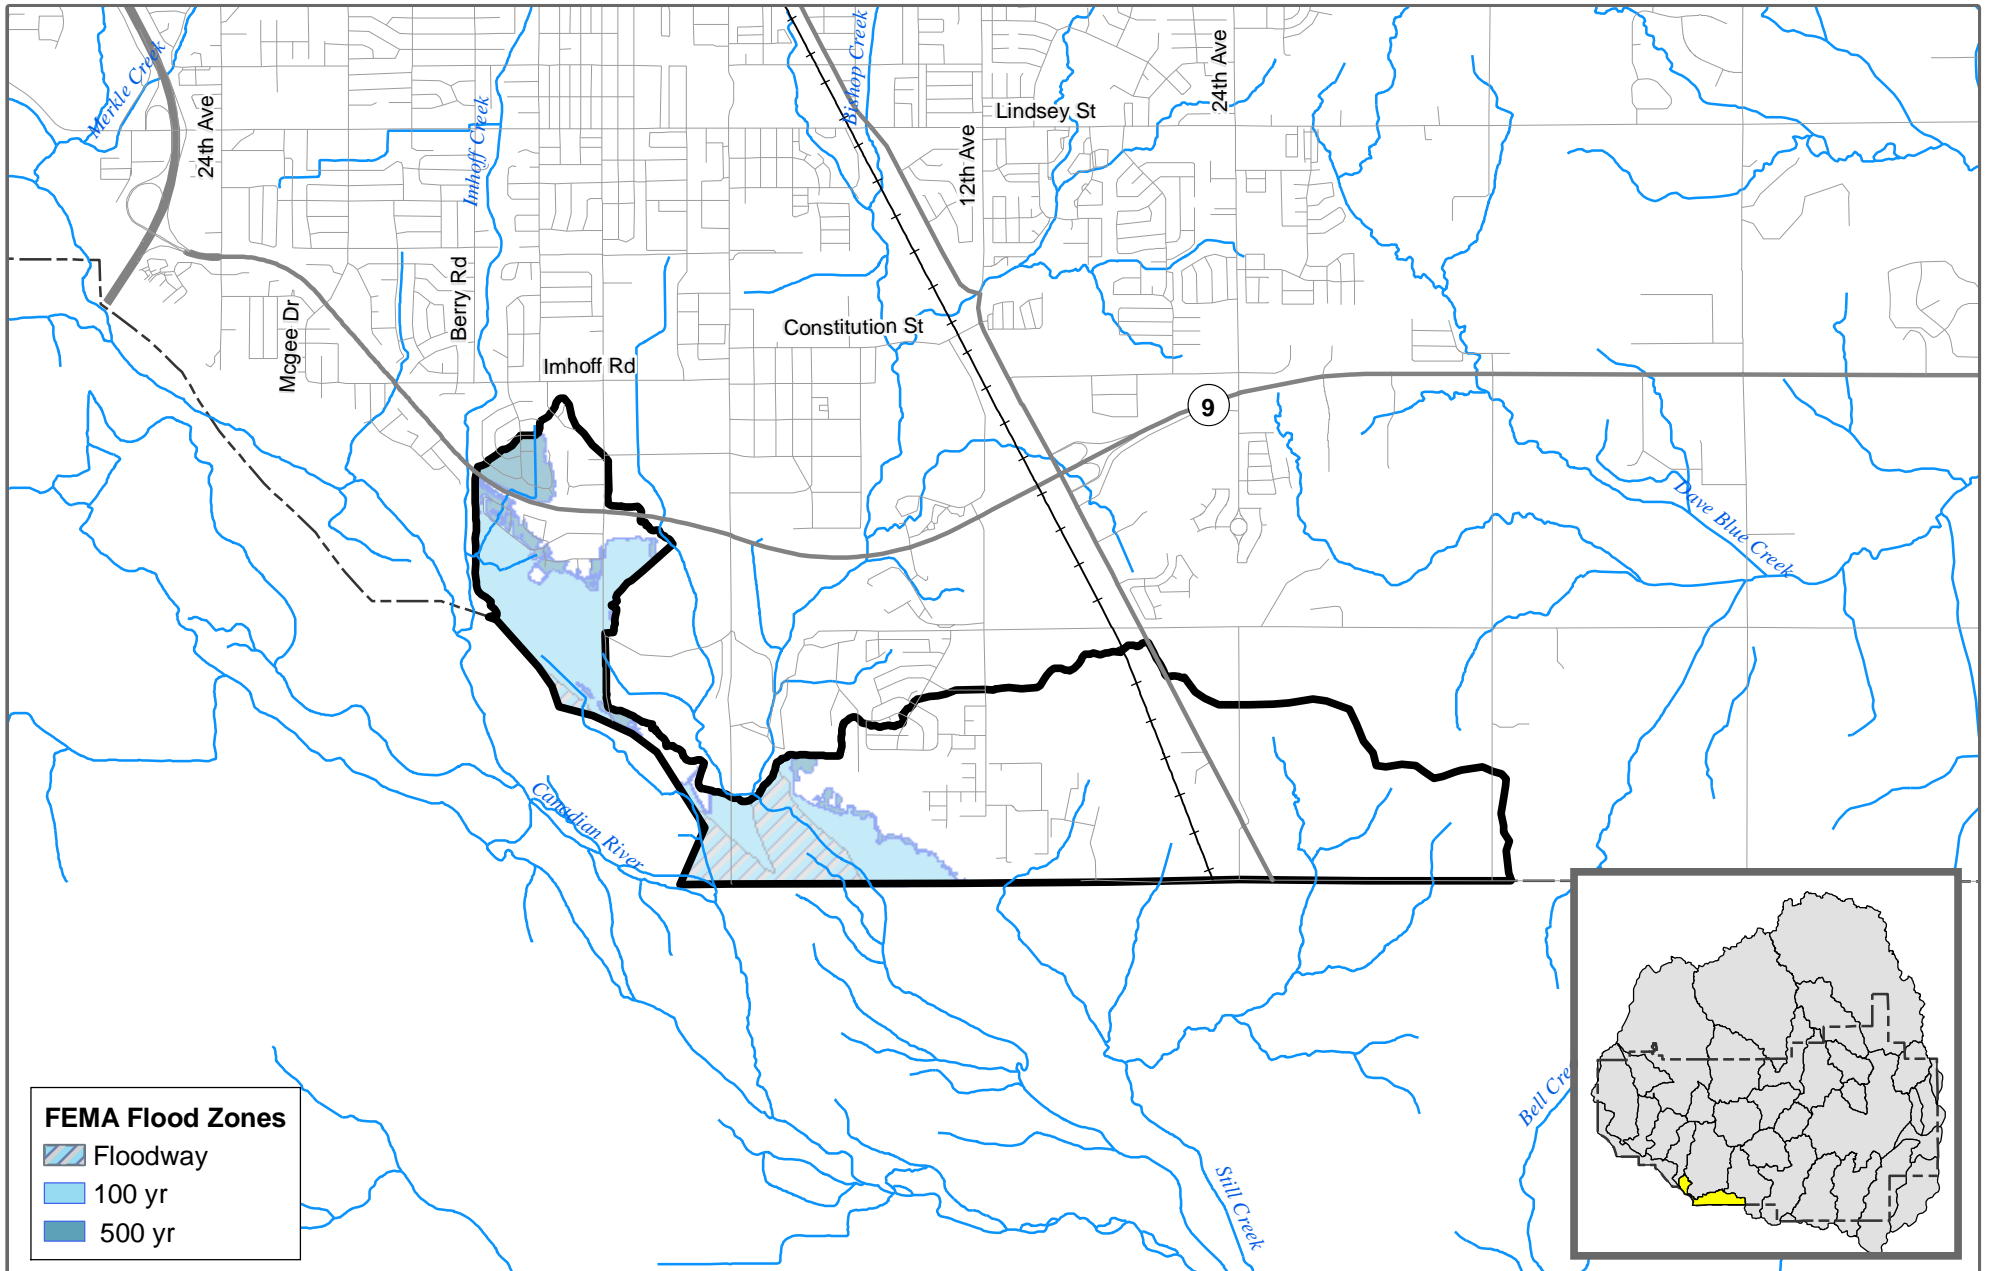 Merkle Creek
24th Ave
Imhoff Creek
Bishop Creek
Lindsey St
24th Ave
12th Ave
Berry Rd
Mcgee Dr
Constitution St
Imhoff Rd
9
Dave Blue Creek
Canadian River
Bell Cre
Still Creek
FEMA Flood Zones
Floodway
100 yr
500 yr